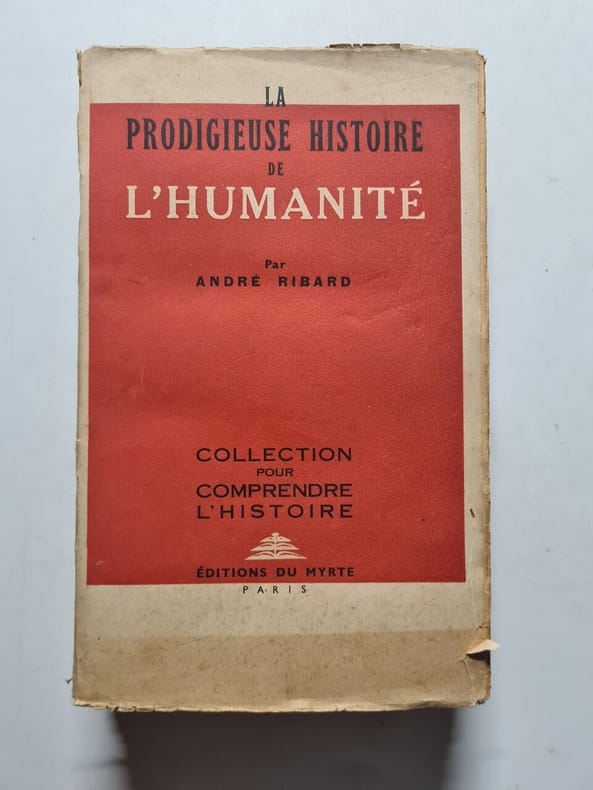 LA
PRODIGIEUSE HISTOIRE
DE
L'HUMANITÉ
Par
ANDRÉ RIBARD
COLLECTION
POUR
COMPRENDRE
L'HISTOIRE
ÉDITIONS DU MYRTE
PARIS